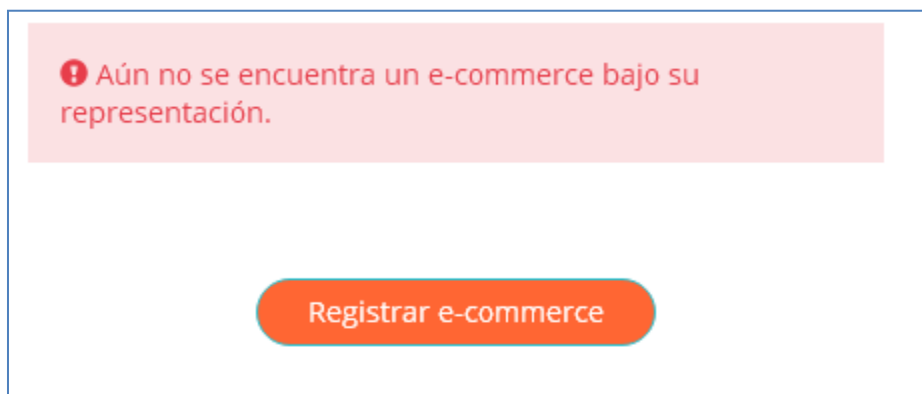 Aún no se encuentra un e-commerce bajo su
representación.
Registrar e-commerce